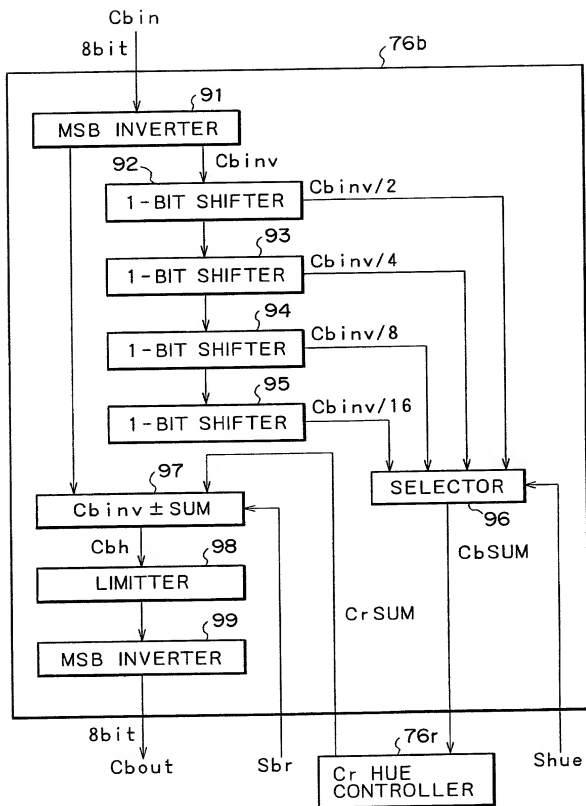 Cbin
8bit
76b
91
MSB INVERTER
Cbinv
92
1-BIT SHIFTER
Cbinv/2
93
1-BIT SHIFTER
Cbinv/4
94
1-BIT SHIFTER
Cbinv/8
95
1-BIT SHIFTER
Cbinv/16
97
Cbinv±SUM
SELECTOR
96
Cbh
98
CbSUM
LIMITTER
CrSUM
99
MSB INVERTER
8bit
76r
Cbout
Sbr
Cr HUE
CONTROLLER
Shue